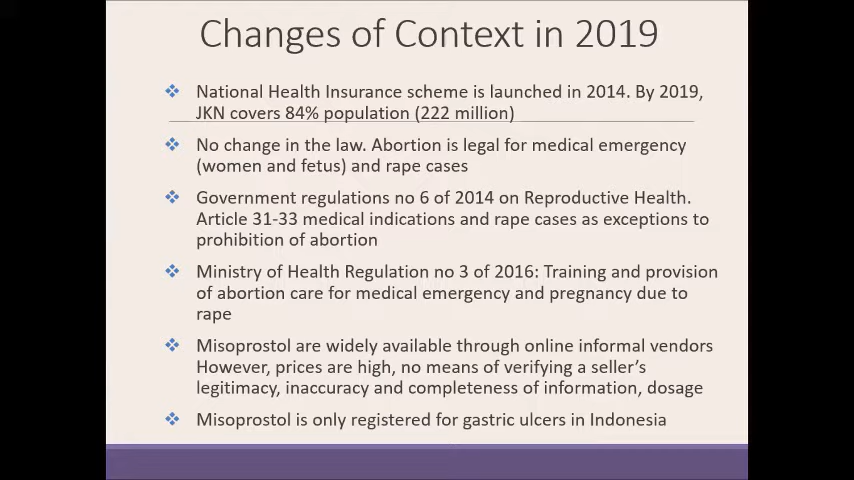 Changes of Context in 2019
National Health Insurance scheme is launched in 2014. By 2019,
JKN covers 84% population (222 million)
No change in the law. Abortion is legal for medical emergency
(women and fetus) and rape cases
Government regulations no 6 of 2014 on Reproductive Health.
Article 31-33 medical indications and rape cases as exceptions to
prohibition of abortion
Ministry of Health Regulation no 3 of 2016: Training and provision
of abortion care for medical emergency and pregnancy due to
rape
Misoprostol are widely available through online informal vendors
However, prices are high, no means of verifying a seller's
legitimacy, inaccuracy and completeness of information, dosage
Misoprostol is only registered for gastric ulcers in Indonesia